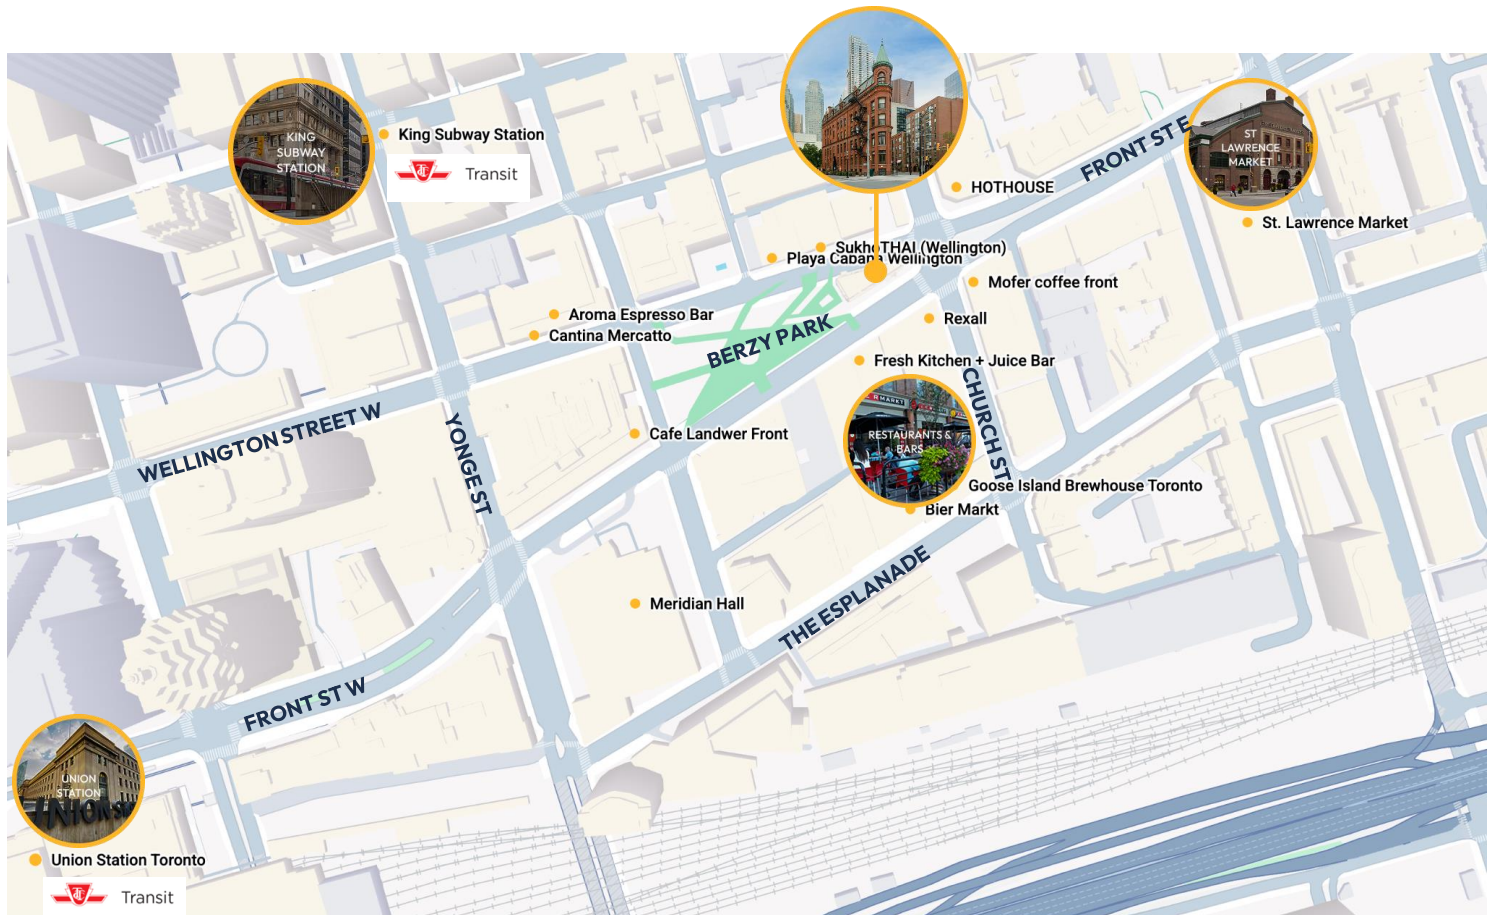 KING
SUBWAY
STATION
King Subway Station
Transit
FRONT ST E
ST
LAWRENCE
MARKET
HOTHOUSE
St. Lawrence Market
SukhoTHAI (Wellington)
Playa Cabana Wellington
Mofer coffee front
Aroma Espresso Bar
Rexall
Cantina Mercatto
BERZY PARK
Fresh Kitchen + Juice Bar
CHURCH ST
WELLINGTON STREET W
YONGE ST
Cafe Landwer Front
RESTAURANTS &
BARS
Goose Island Brewhouse Toronto
Bier Markt
THE ESPLANADE
Meridian Hall
FRONT ST W
UNION
STATION
Union Station Toronto
Transit